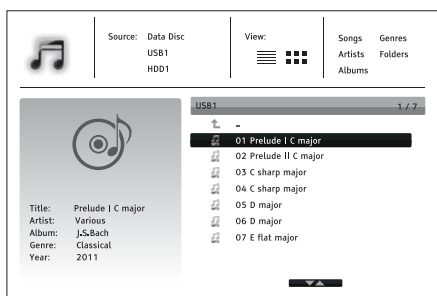 Source: Data Disc
USB1
HDD1
View:
Songs Genres
Artists Folders
Albums
USB1 1 / 7
-
01 Prelude I C major
02 Prelude II C major
03 C sharp major
04 C sharp major
05 D major
06 D major
07 E flat major
Title: Prelude I C major
Artist: Various
Album: J.S.Bach
Genre: Classical
Year: 2011